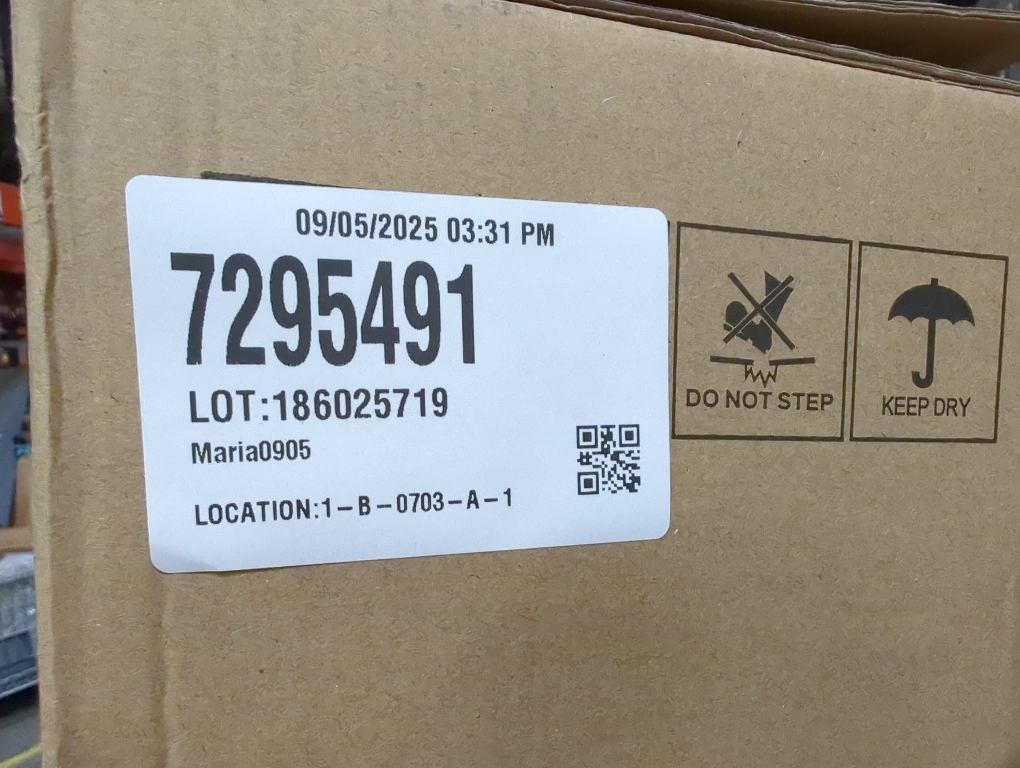 09/05/2025 03:31 PM
7295491
LOT:186025719
Maria0905
LOCATION:1-B-0703-A-1
DO NOT STEP
KEEP DRY